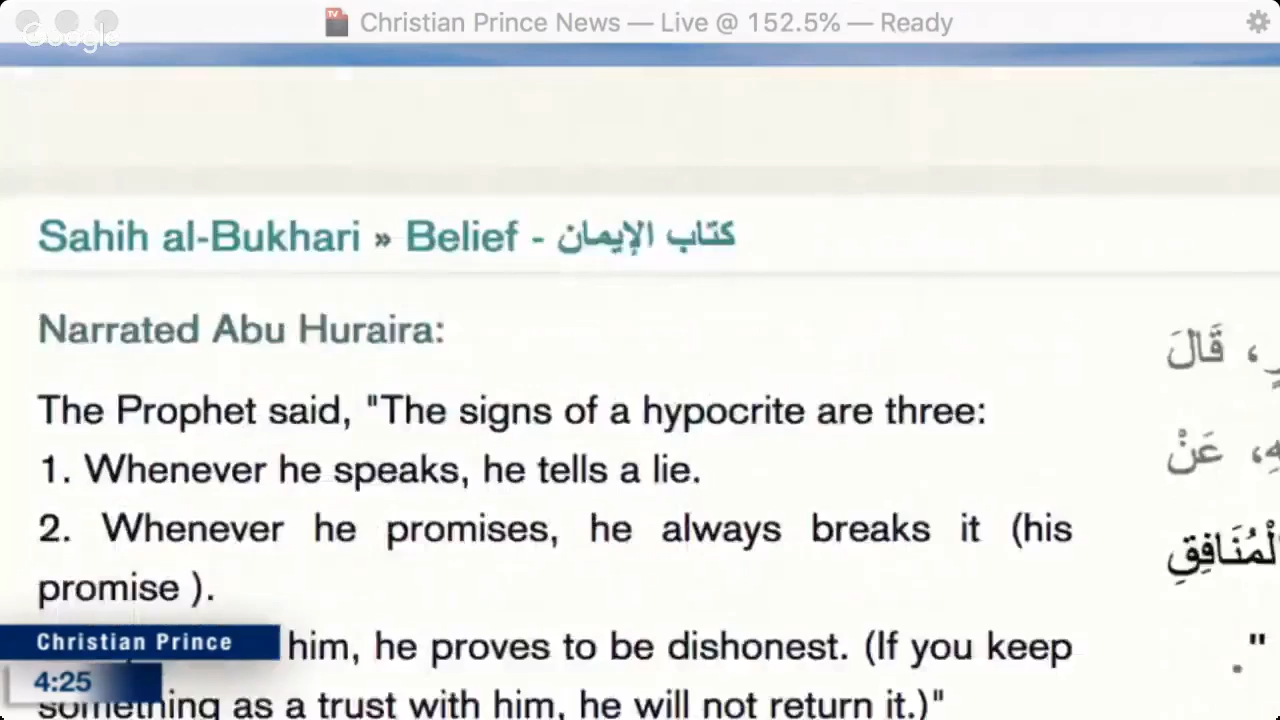 Christian Prince News — Live @ 152.5% — Ready
Google
Sahih al-Bukhari » Belief - كتاب الإيمان
Narrated Abu Huraira:
The Prophet said, "The signs of a hypocrite are three:
1. Whenever he speaks, he tells a lie.
2. Whenever he promises, he always breaks it (his
promise ).
him, he proves to be dishonest. (If you keep
something as a trust with him, he will not return it.)"
، قَالَ
، عَنْ
الْمُنَافِقِ
" .
Christian Prince
4:25